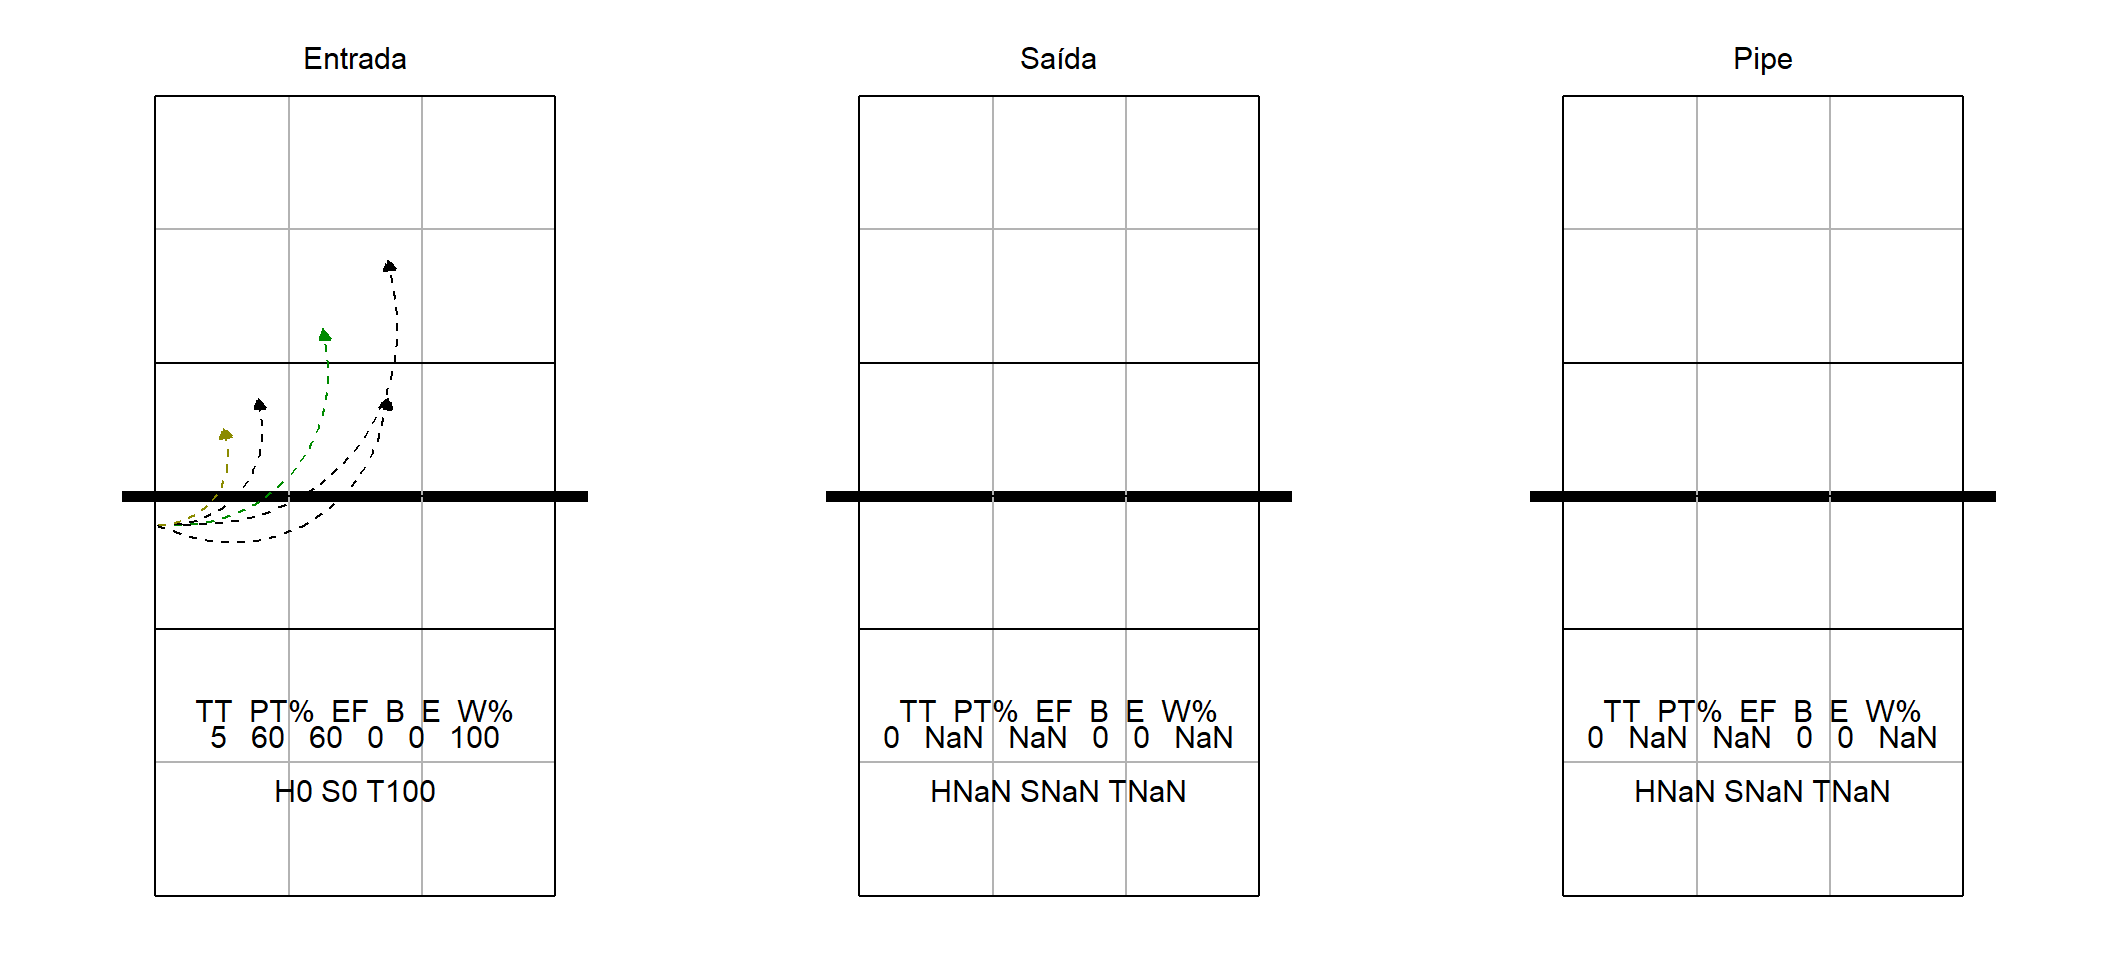 Entrada
TT PT% EF B E W%
5 60 60 0 0 100
H0 S0 T100
Saída
TT PT% EF B E W%
0 NaN NaN 0 0 NaN
HNaN SNaN TNaN
Pipe
TT PT% EF B E W%
0 NaN NaN 0 0 NaN
HNaN SNaN TNaN